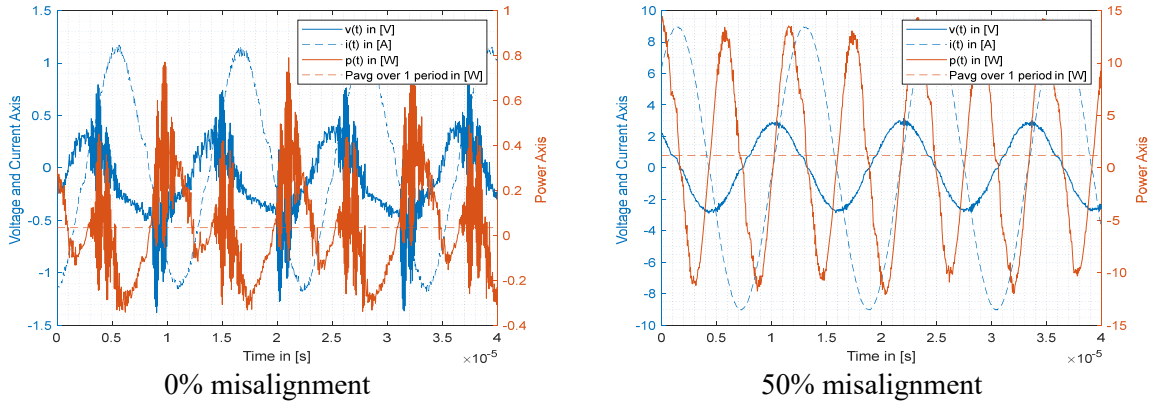 v(t) in [V]
i(t) in [A]
p(t) in [W]
Pavg over 1 period in [W]
Voltage and Current Axis
1.5
1
0.5
0
-0.5
-1
-1.5
Power Axis
1
0.8
0.6
0.4
0.2
0
-0.2
-0.4
0 0.5 1 1.5 2 2.5 3 3.5 4
Time in [s]
×10-5
0% misalignment
v(t) in [V]
i(t) in [A]
p(t) in [W]
Pavg over 1 period in [W]
Voltage and Current Axis
10
8
6
4
2
0
-2
-4
-6
-8
-10
Power Axis
15
10
5
0
-5
-10
-15
0 0.5 1 1.5 2 2.5 3 3.5 4
Time in [s]
×10-5
50% misalignment